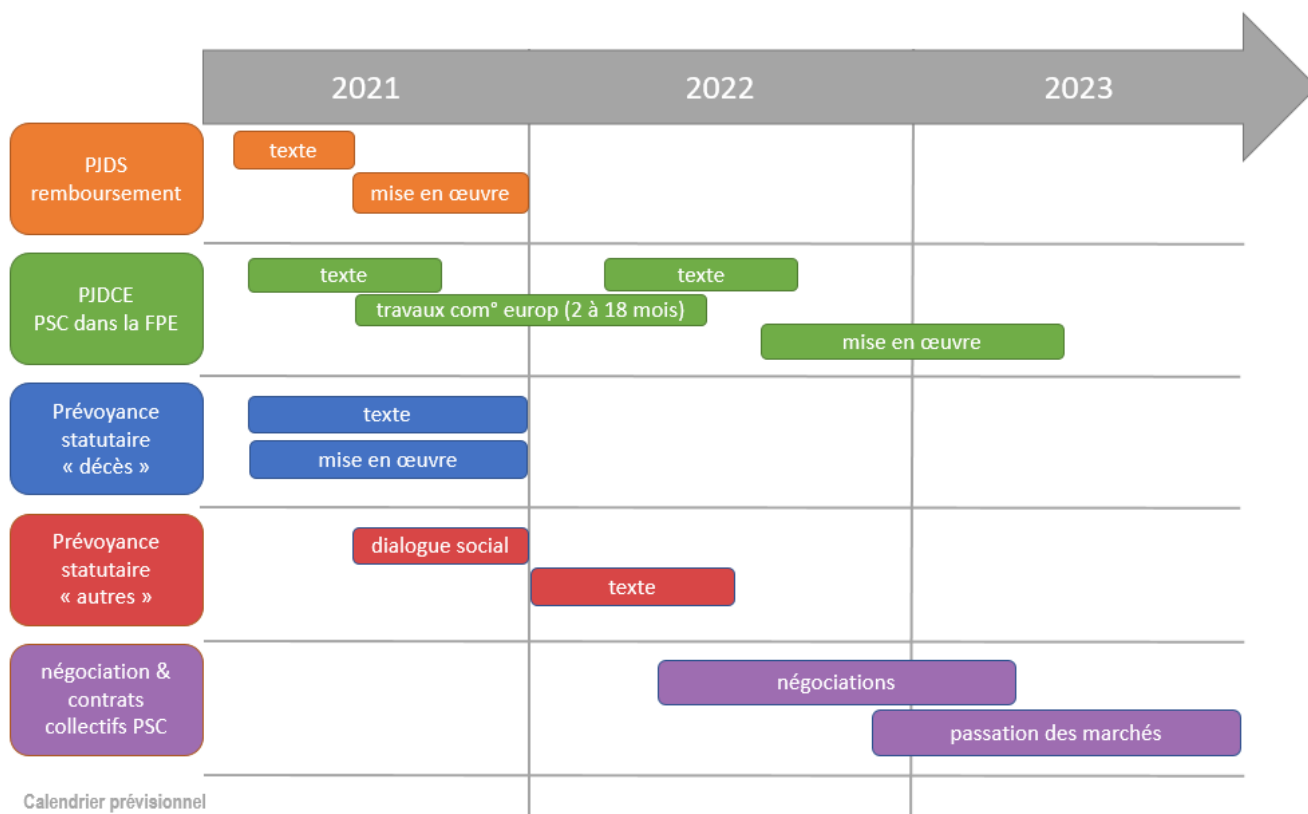 2021
2022
2023
PJDS
remboursement
texte
mise en œuvre
PJDCE
PSC dans la FPE
texte
texte
travaux com° europ (2 à 18 mois)
mise en œuvre
Prévoyance
statutaire
« décès »
texte
mise en œuvre
Prévoyance
statutaire
« autres »
dialogue social
texte
négociation &
contrats
collectifs PSC
négociations
passation des marchés
Calendrier prévisionnel